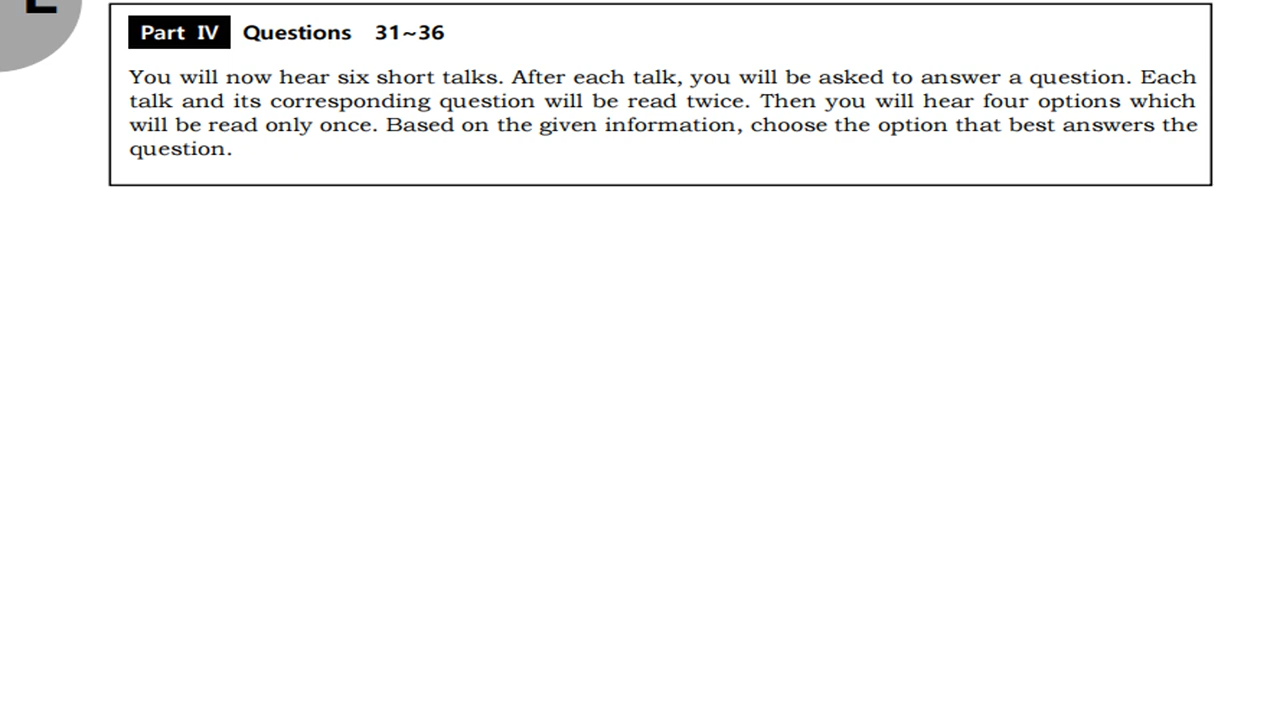 Part IV Questions 31~36
You will now hear six short talks. After each talk, you will be asked to answer a question. Each
talk and its corresponding question will be read twice. Then you will hear four options which
will be read only once. Based on the given information, choose the option that best answers the
question.